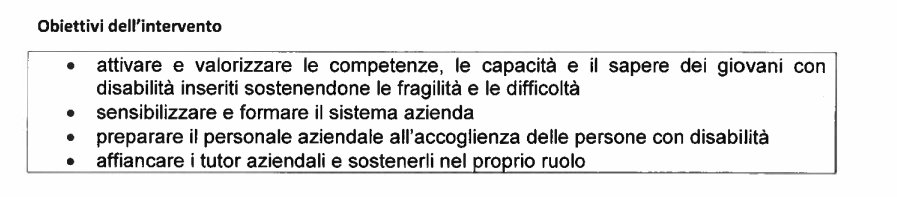 Obiettivi dell'intervento
• attivare e valorizzare le competenze, le capacità e il sapere dei giovani con
disabilità inseriti sostenendone le fragilità e le difficoltà
• sensibilizzare e formare il sistema azienda
• preparare il personale aziendale all'accoglienza delle persone con disabilità
• affiancare i tutor aziendali e sostenerli nel proprio ruolo